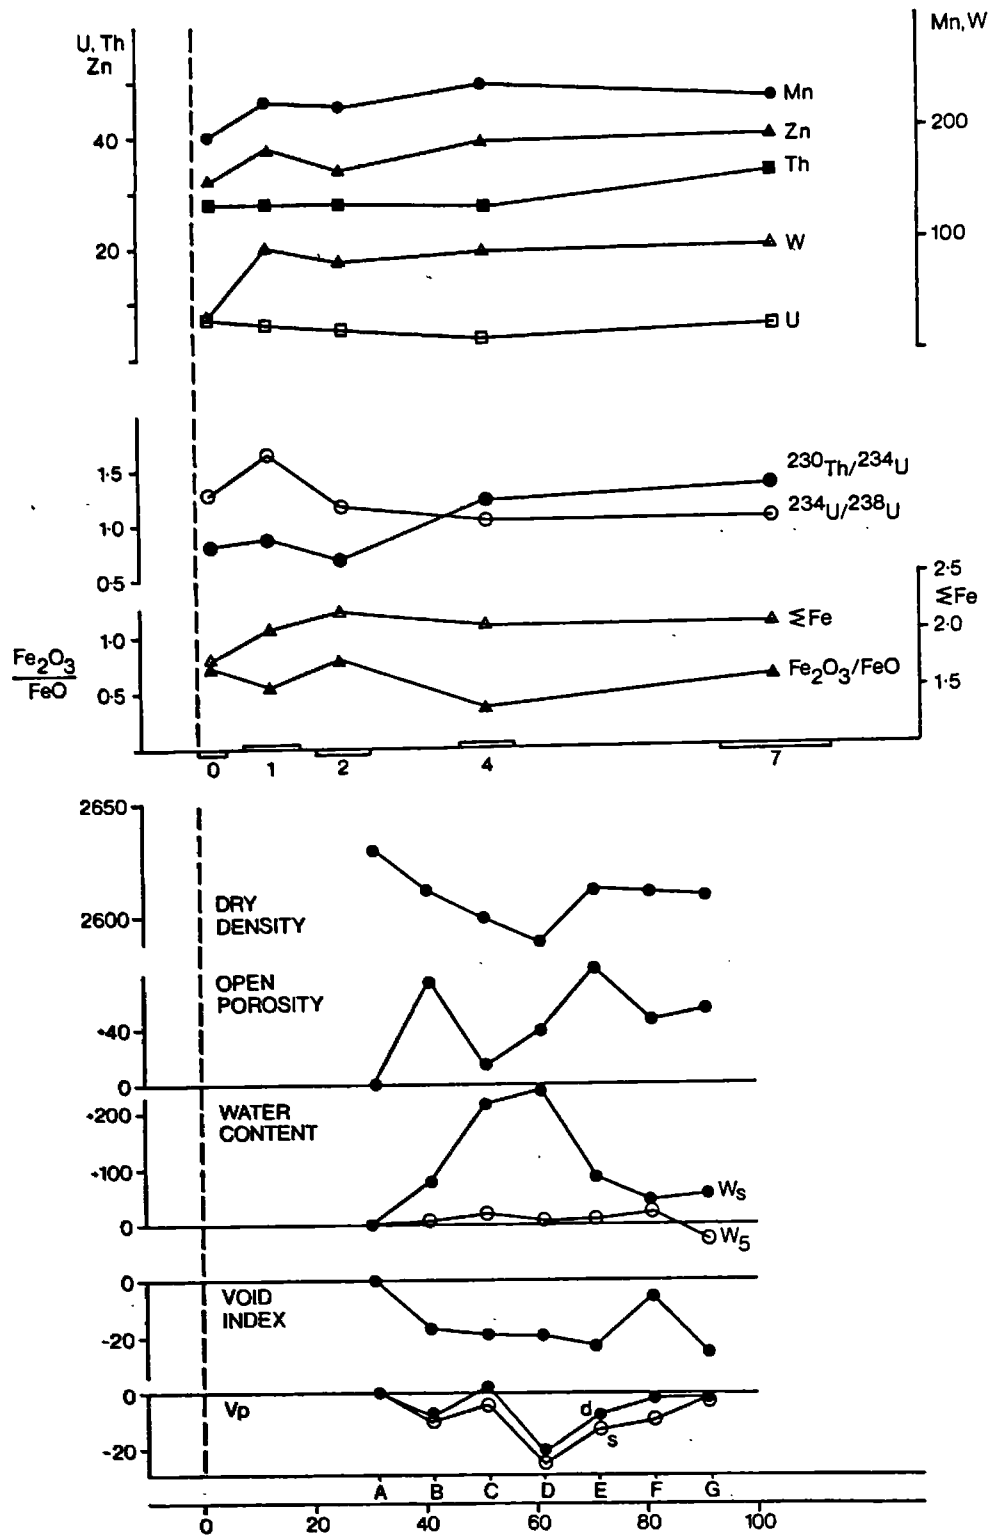 U, Th
Zn
Mn, W
Mn
200
40
Zn
Th
W
100
20
U
1·5
1·0
0·5
230Th/234U
234U/238U
2·5
ΣFe
2·0
1·5
Fe2O3
FeO
1·0
0·5
ΣFe
Fe2O3/FeO
0 1 2 4 7
2650
2600
DRY
DENSITY
OPEN
POROSITY
+40
0
WATER
CONTENT
+200
+100
0
Ws
W5
0
-20
VOID
INDEX
0
-20
Vp
d
s
A B C D E F G
0 20 40 60 80 100